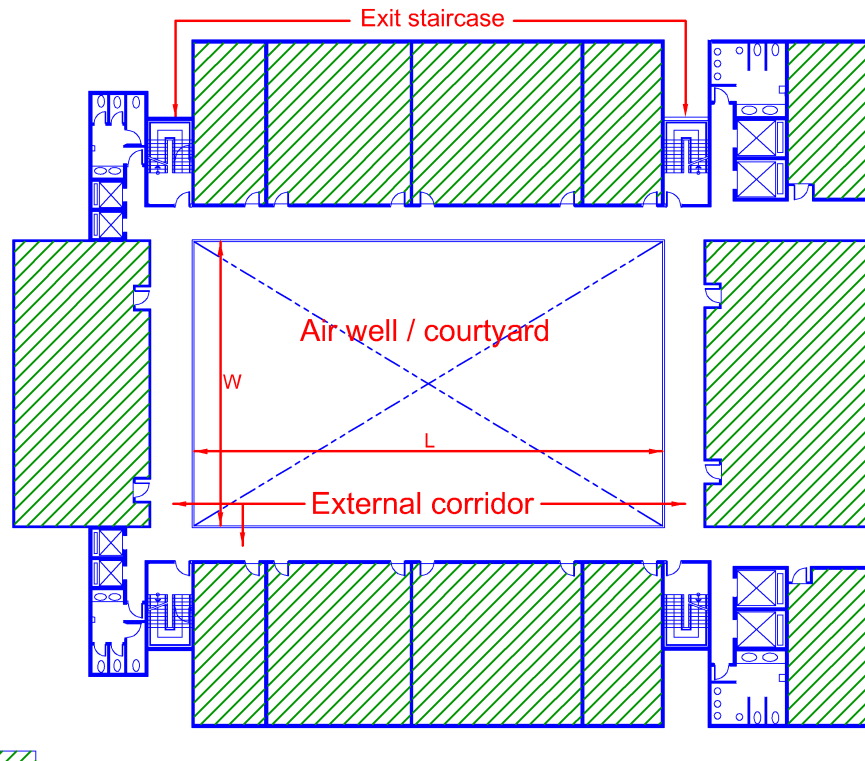 Exit staircase
Air well / courtyard
W
L
External corridor